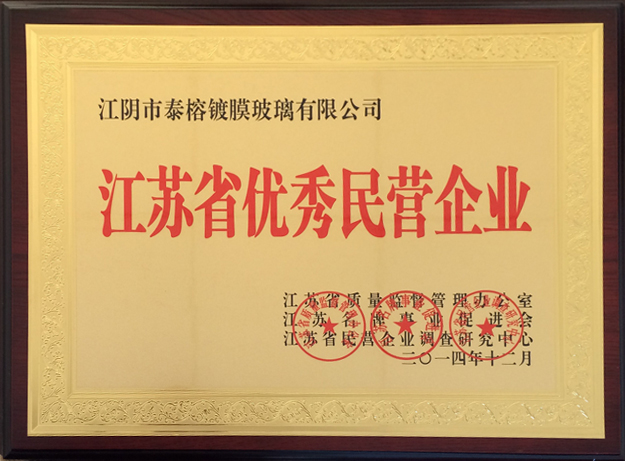 江阴市泰榕镀膜玻璃有限公司
江苏省优秀民营企业
江苏省质量监督管理办公室
江苏名牌事业促进会
江苏省民营企业调查研究中心
二〇一四年十二月